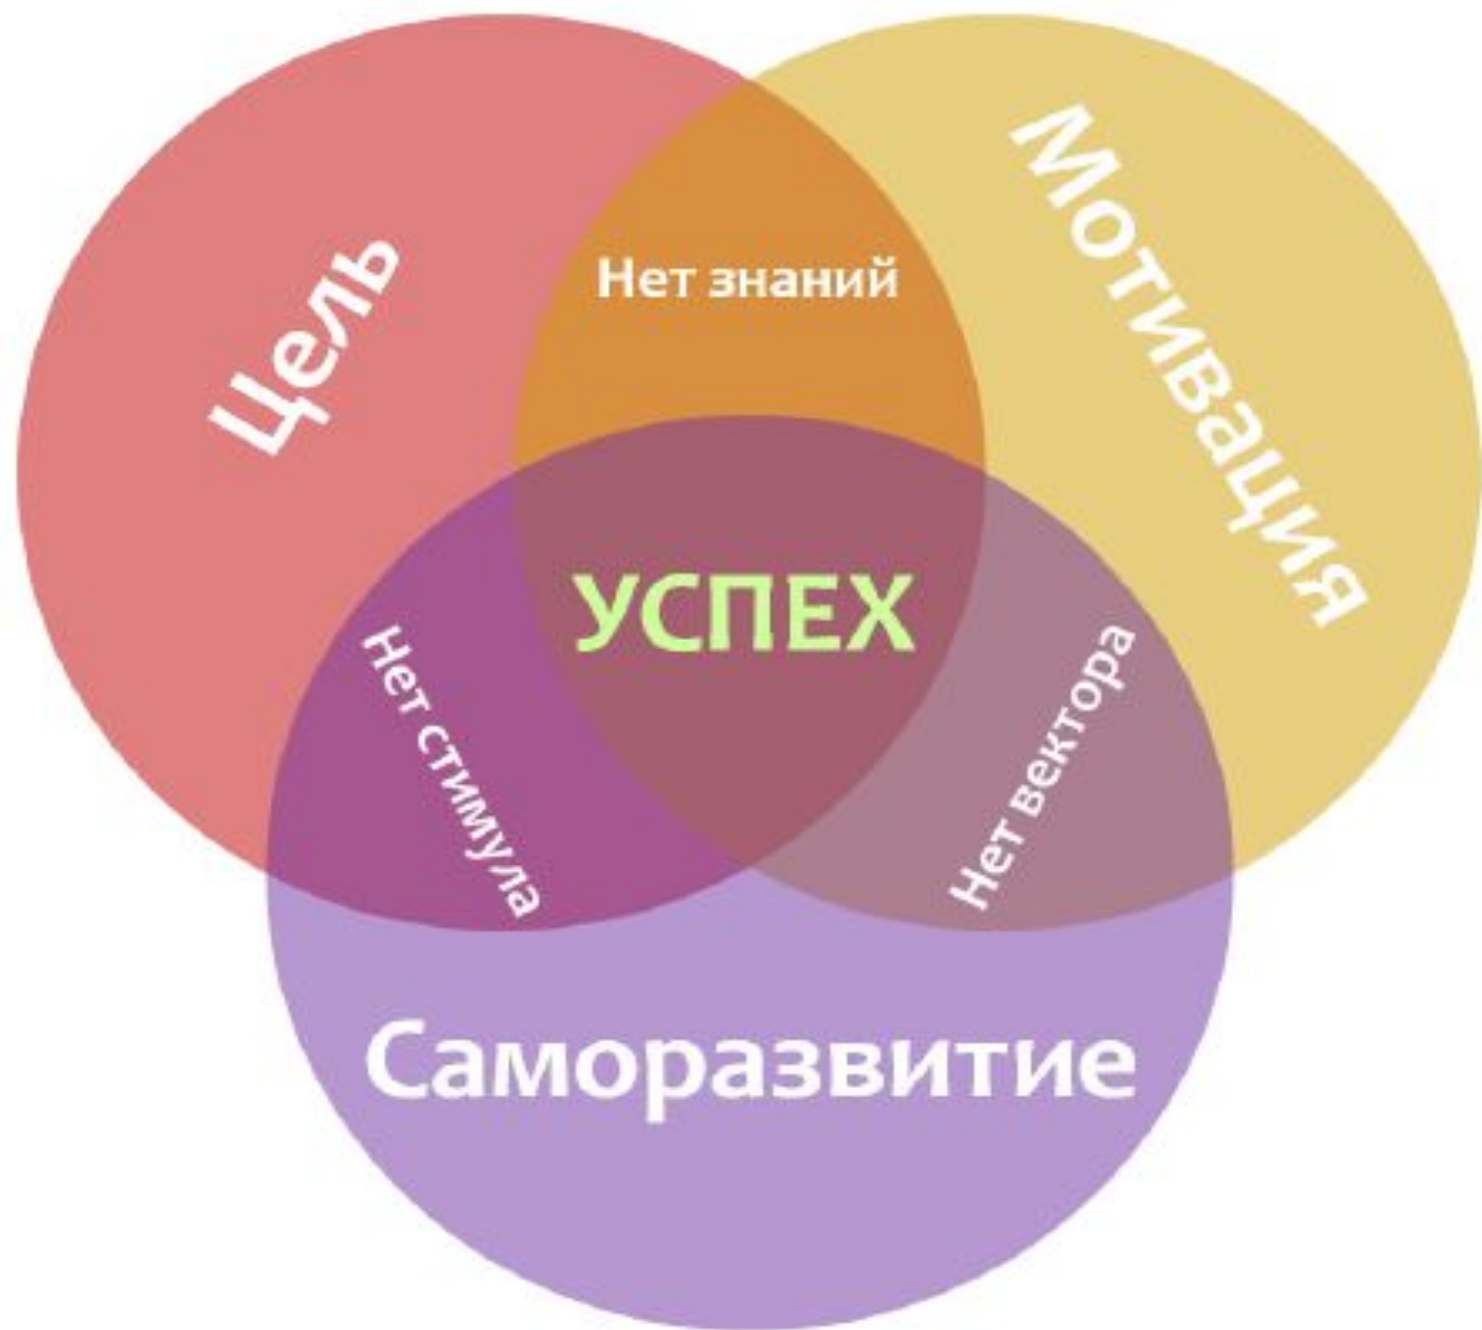 Цель
Мотивация
Нет знаний
УСПЕХ
Нет стимула
Нет вектора
Саморазвитие